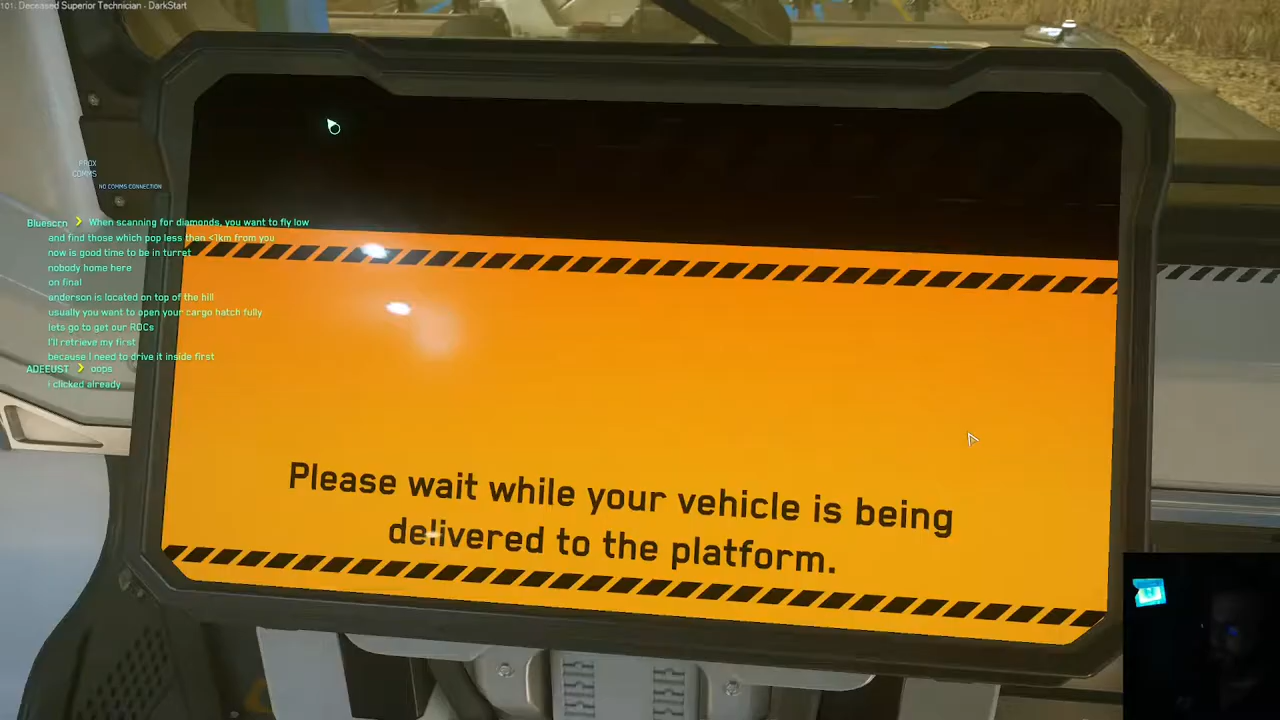 101. Deceased Superior Technician - DarkStart
PROX
COMMS
NO COMMS CONNECTION
Bluescrn > When scanning for diamonds, you want to fly low
and find those which pop less than <1km from you
now is good time to be in turret
nobody home here
on final
anderson is located on top of the hill
usually you want to open your cargo hatch fully
lets go to get our ROCs
I'll retrieve my first
because I need to drive it inside first
ADEEUST > oops
i clicked already
Please wait while your vehicle is being
delivered to the platform.